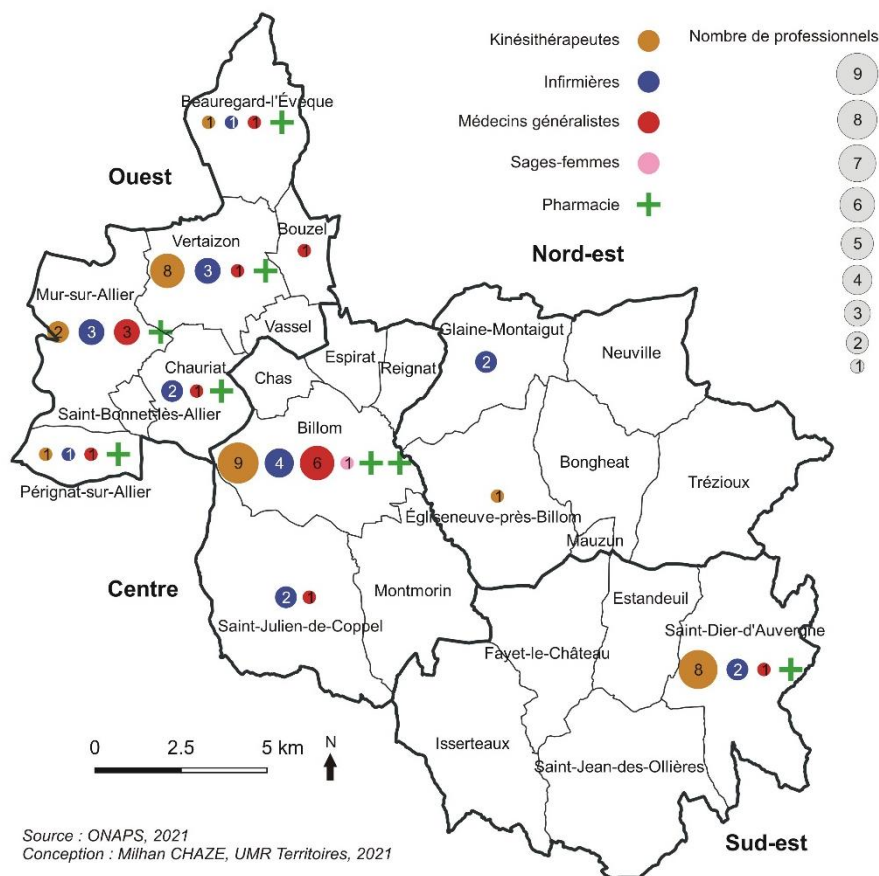 Kinésithérapeutes
Infirmières
Médecins généralistes
Sages-femmes
Pharmacie
Nombre de professionnels
9
8
7
6
5
4
3
2
1
Ouest
Beauregard-l'Évêque
1 1 1
Bouzel
1
Vertaizon
8 3 1
Mur-sur-Allier
2 3 3
Vassel
Chauriat
2 1
Saint-Bonnet-lès-Allier
1 1 1
Pérignat-sur-Allier
Nord-est
Glaine-Montaigut
2
Neuville
Espirat
Reignat
Chas
Billom
9 4 6 1
Bongheat
Trézioux
1
Égliseneuve-près-Billom
Mauzun
Centre
Montmorin
2 1
Saint-Julien-de-Coppel
Estandeuil
Saint-Dier-d'Auvergne
8 2 1
Fayet-le-Château
Isserteaux
Saint-Jean-des-Ollières
Sud-est
0 2.5 5 km
N
Source : ONAPS, 2021
Conception : Milhan CHAZE, UMR Territoires, 2021